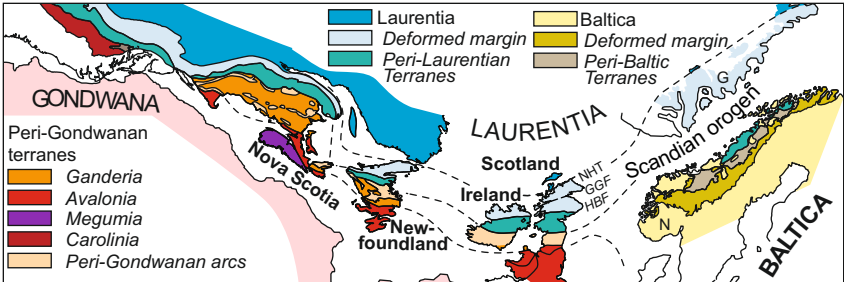 Laurentia
Deformed margin
Peri-Laurentian
Terranes
Baltica
Deformed margin
Peri-Baltic
Terranes
GONDWANA
LAURENTIA
G
Scandian orogen
Peri-Gondwanan
terranes
Ganderia
Avalonia
Megumia
Carolinia
Peri-Gondwanan arcs
Nova Scotia
New-
foundland
Scotland
Ireland
NHT
GGF
HBF
N
BALTICA